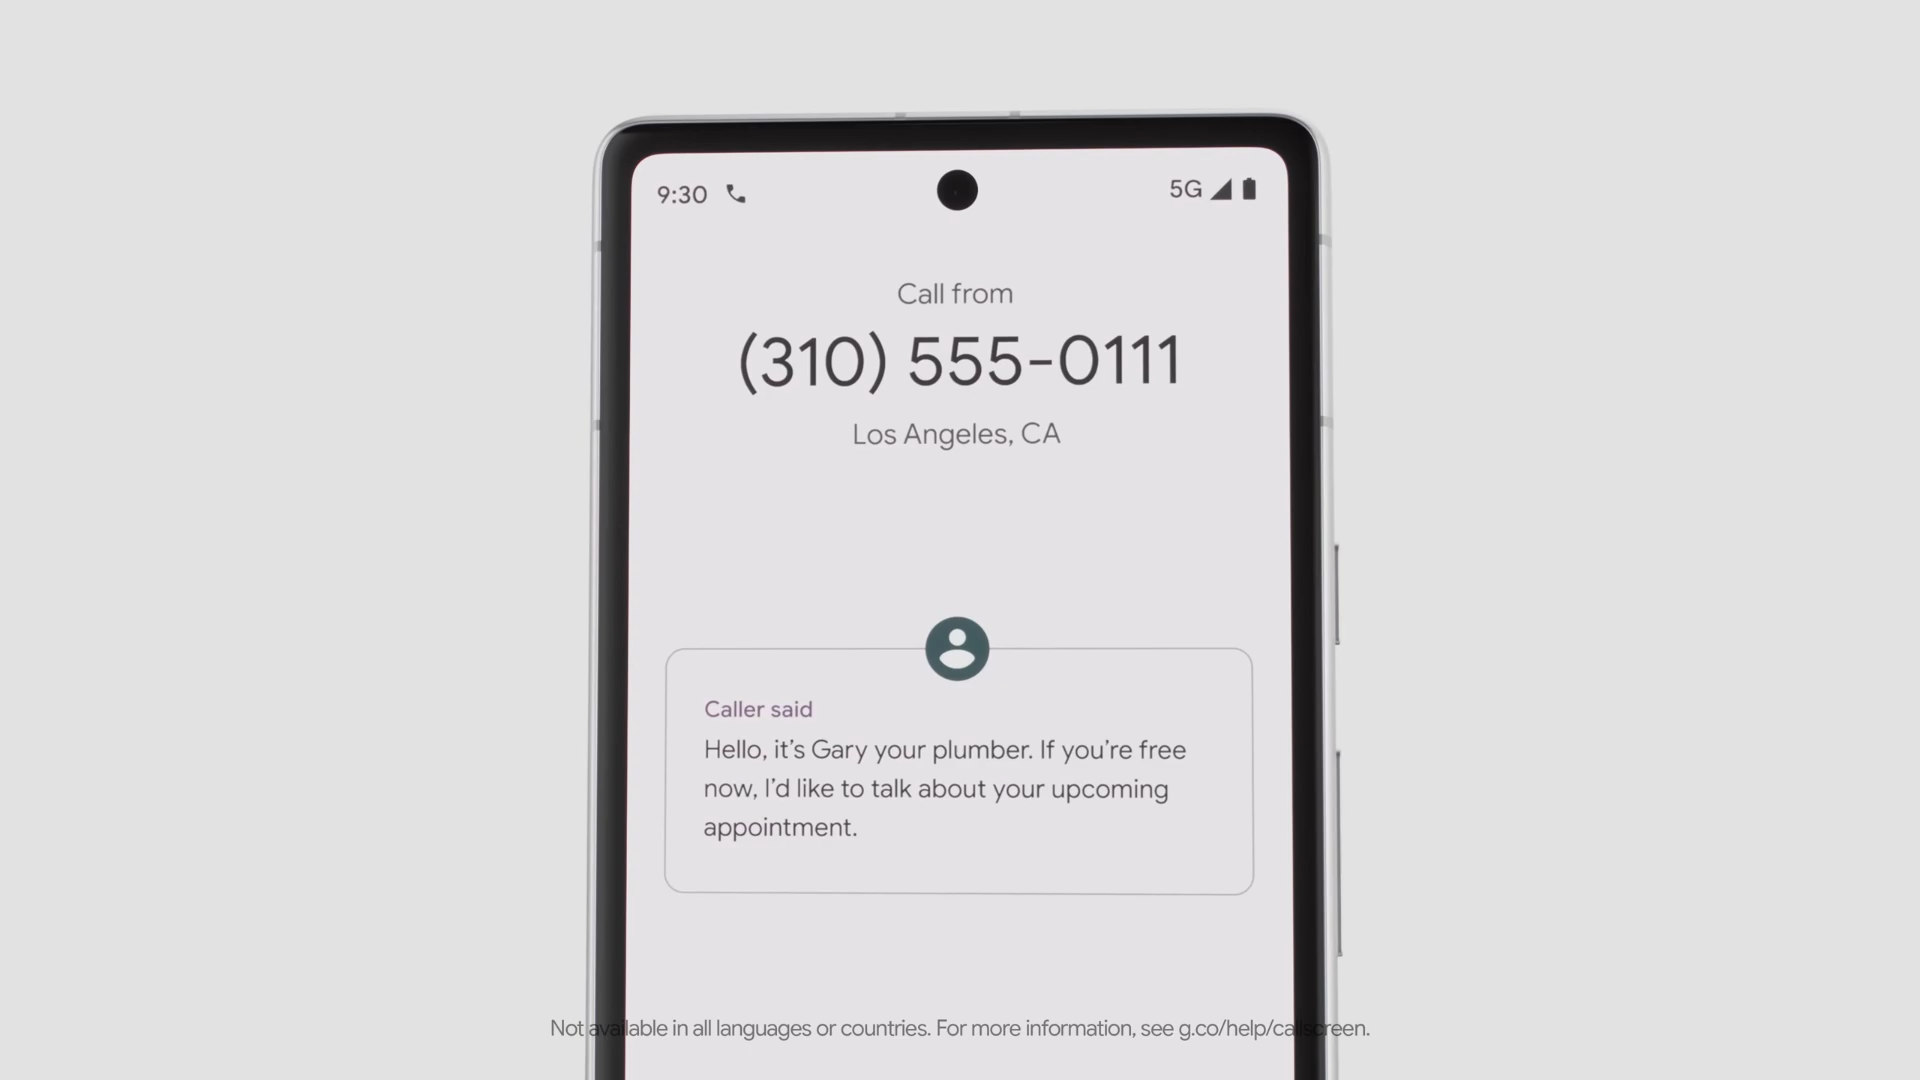 9:30
5G
Call from
(310) 555-0111
Los Angeles, CA
Caller said
Hello, it's Gary your plumber. If you're free
now, I'd like to talk about your upcoming
appointment.
Not available in all languages or countries. For more information, see g.co/help/callscreen.